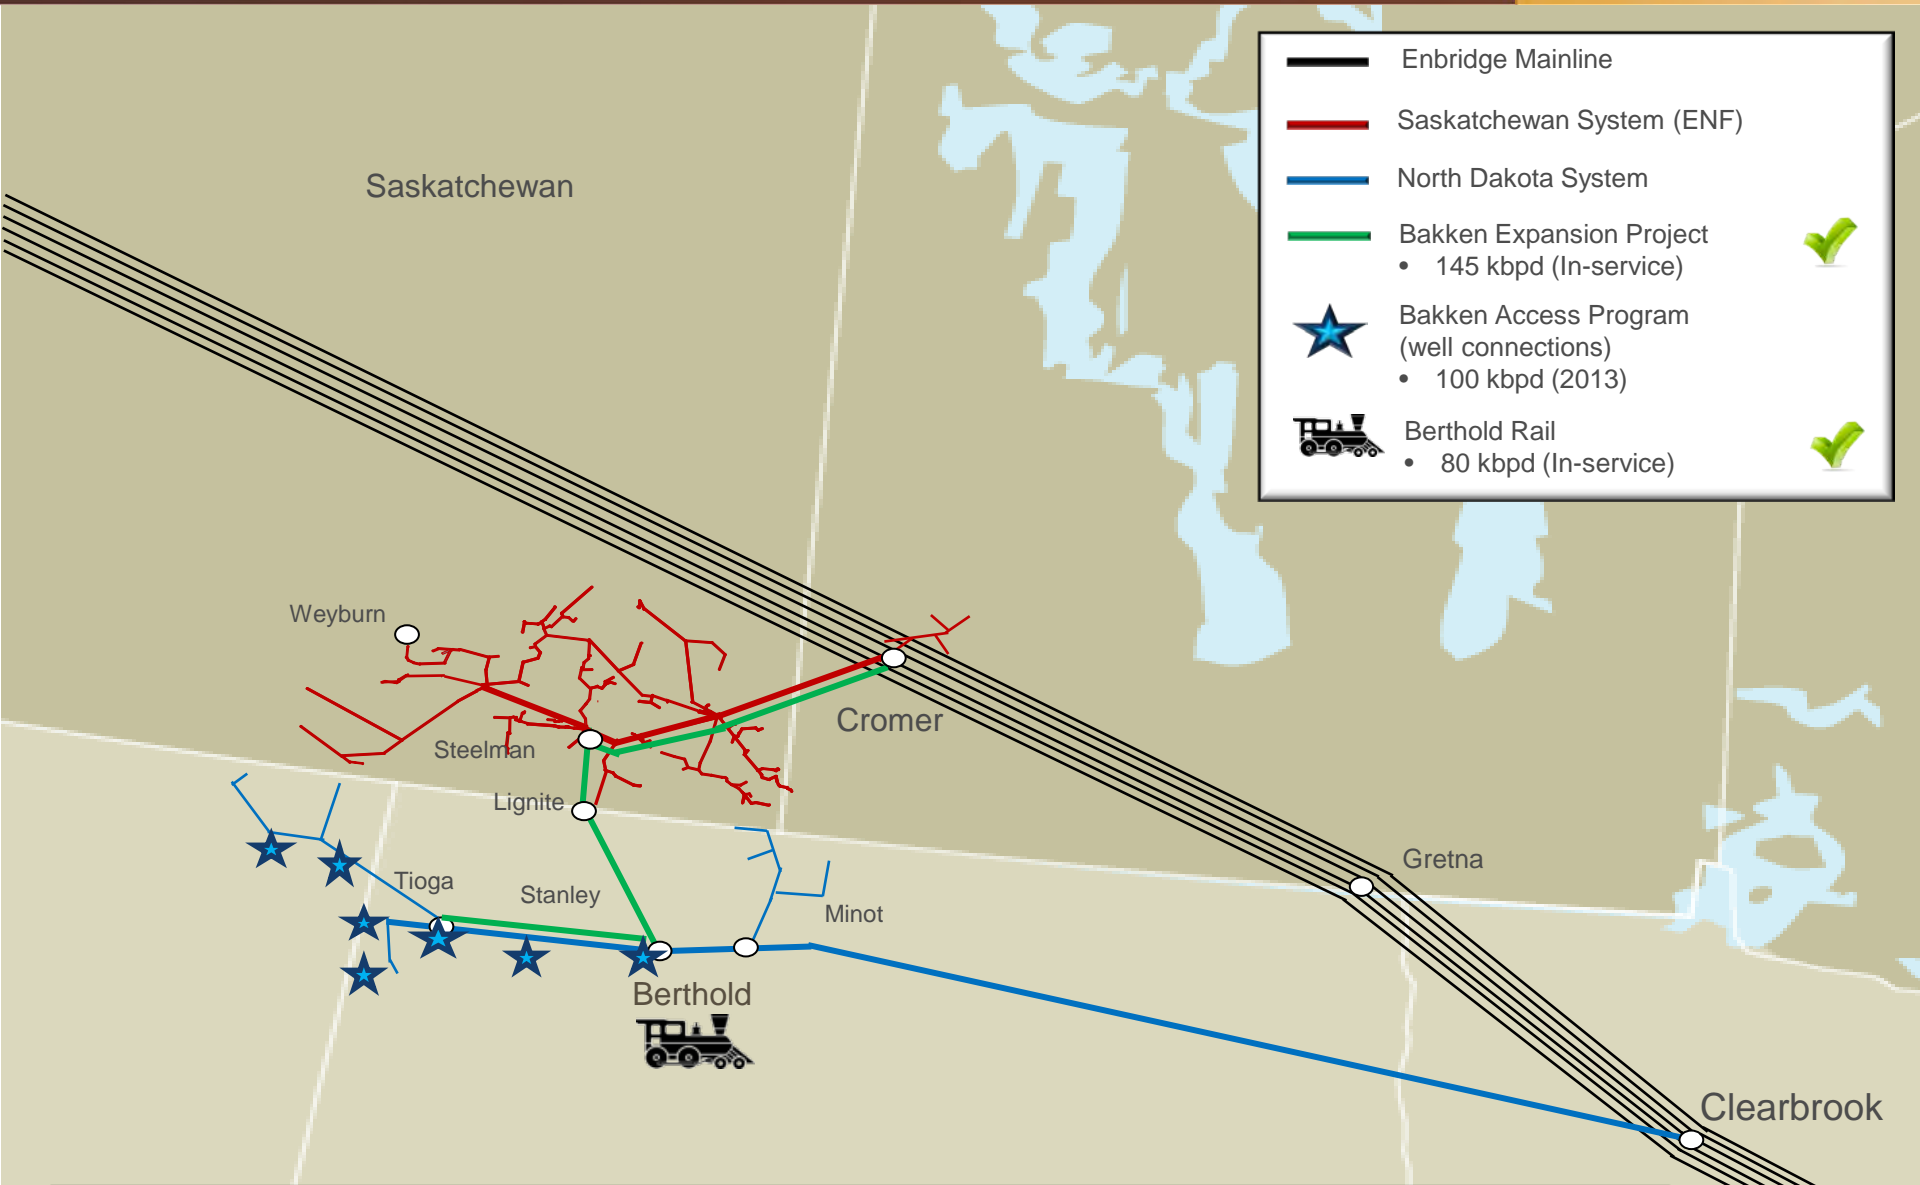 Enbridge Mainline
Saskatchewan System (ENF)
North Dakota System
Bakken Expansion Project
• 145 kbpd (In-service)
Bakken Access Program
(well connections)
• 100 kbpd (2013)
Berthold Rail
• 80 kbpd (In-service)
Saskatchewan
Weyburn
Cromer
Steelman
Lignite
Gretna
Tioga
Stanley
Minot
Berthold
Clearbrook